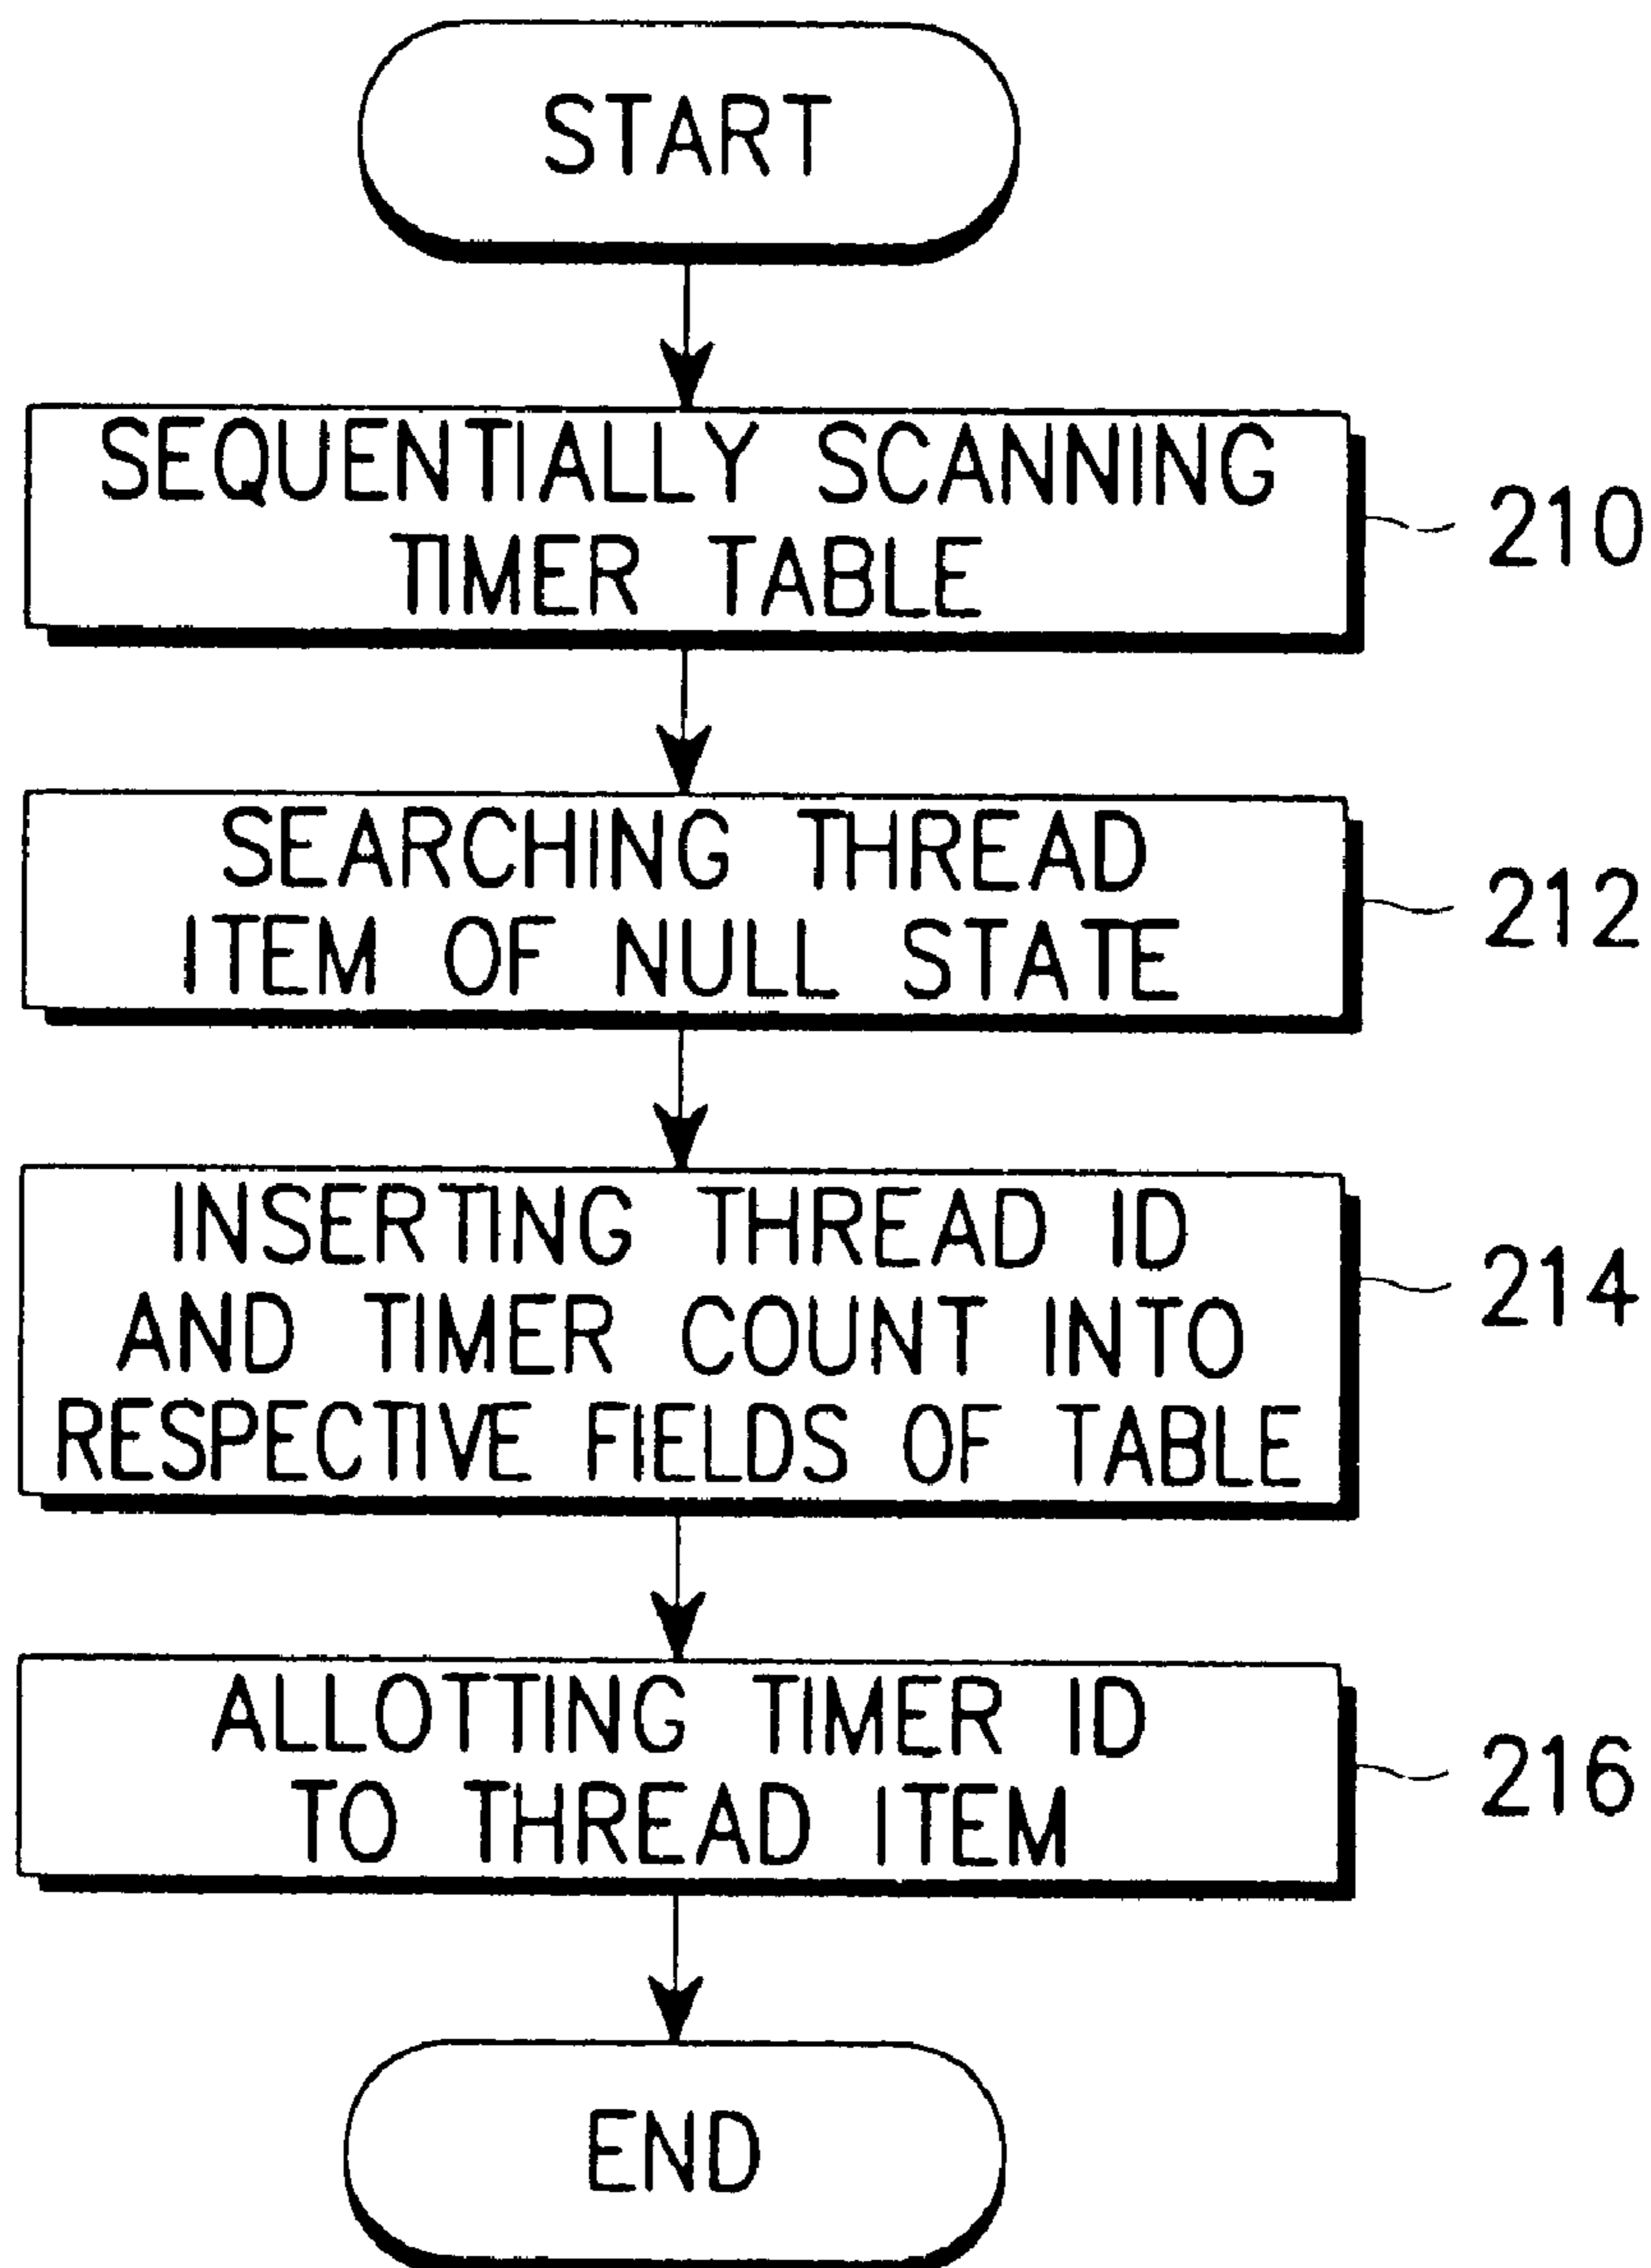 START
SEQUENTIALLY SCANNING
TIMER TABLE
210
SEARCHING THREAD
ITEM OF NULL STATE
212
INSERTING THREAD ID
AND TIMER COUNT INTO
RESPECTIVE FIELDS OF TABLE
214
ALLOTTING TIMER ID
TO THREAD ITEM
216
END